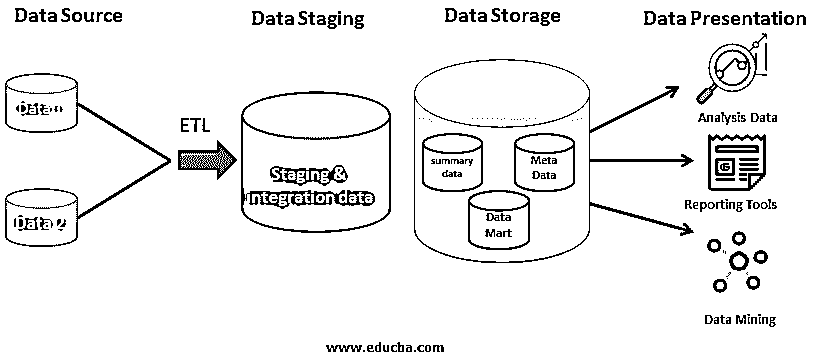 Data Source
Data Staging
Data Storage
Data Presentation
Data
ETL
Data 2
Staging &
Integration data
summary
data
Meta
Data
Data
Mart
Analysis Data
Reporting Tools
Data Mining
www.educba.com